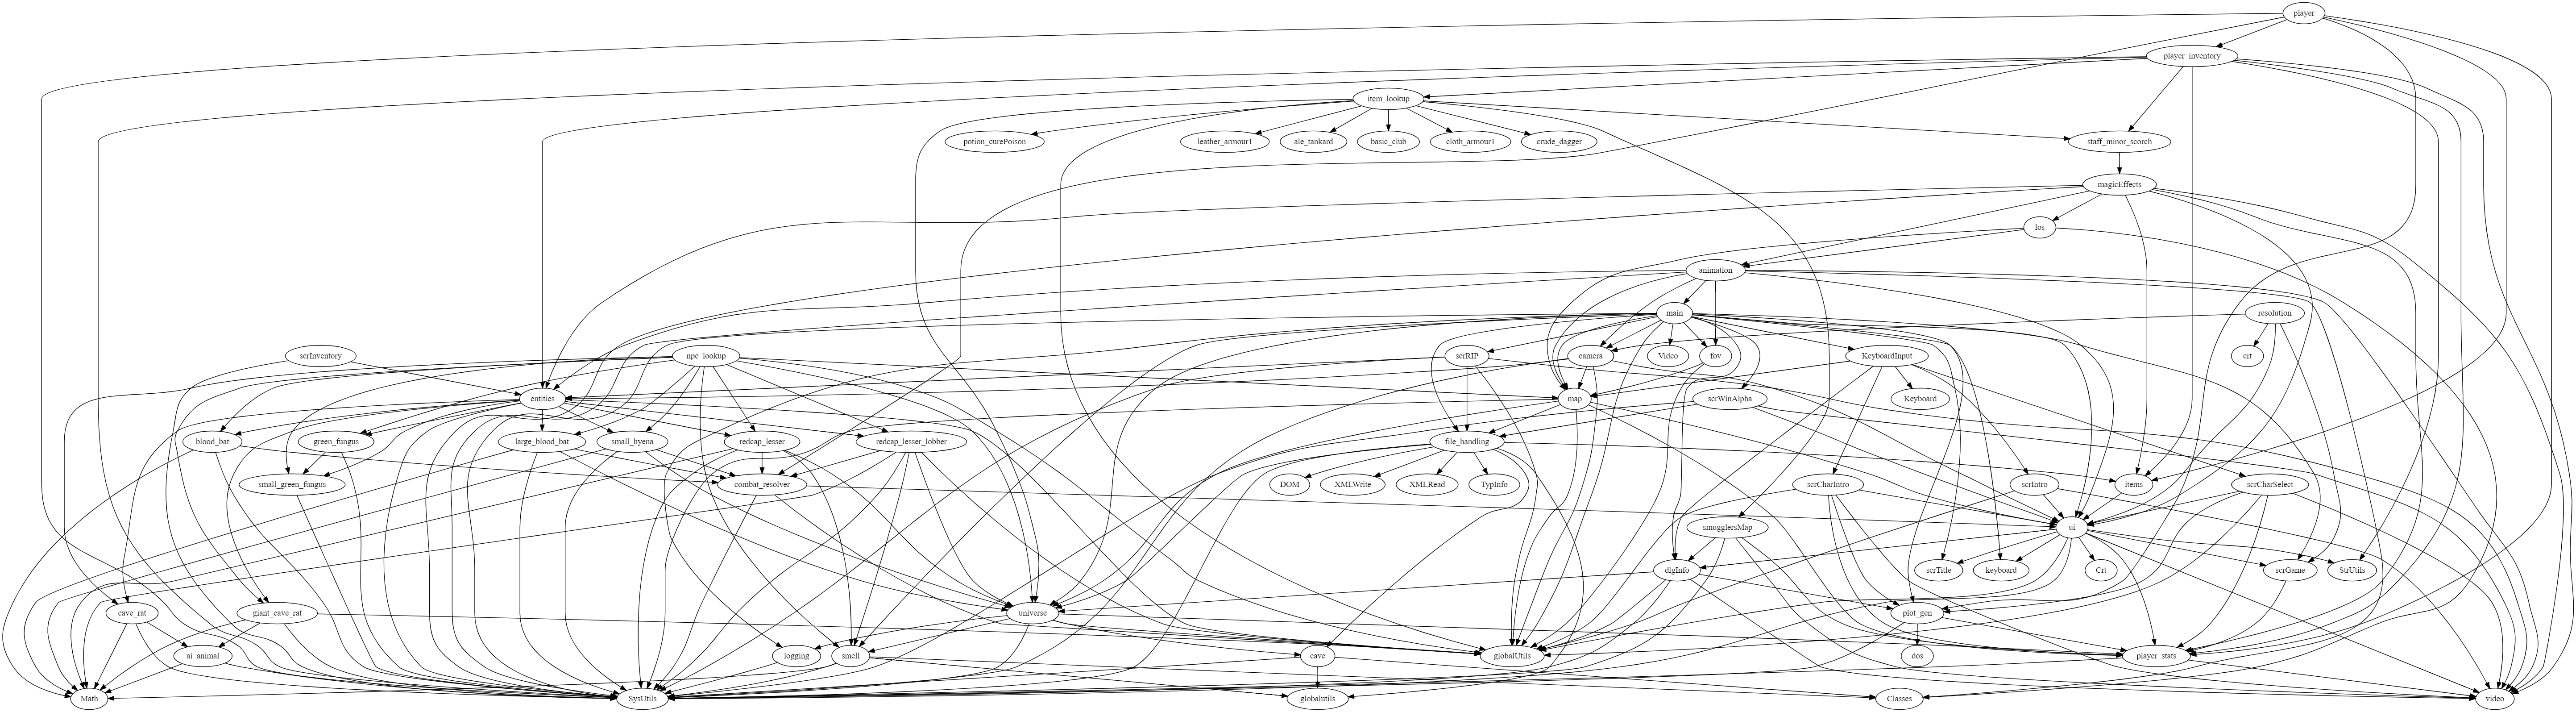 player
player_inventory
item_lookup
potion_curePoison
leather_armour1
ale_tankard
basic_club
cloth_armour1
crude_dagger
staff_minor_scorch
magicEffects
los
animation
main
resolution
scrInventory
npc_lookup
scrRIP
camera
Video
fov
KeyboardInput
crt
entities
map
scrWinAlpha
Keyboard
blood_bat
green_fungus
large_blood_bat
small_hyena
redcap_lesser
redcap_lesser_lobber
file_handling
small_green_fungus
combat_resolver
DOM
XMLWrite
XMLRead
TypInfo
scrCharIntro
scrIntro
items
scrCharSelect
smugglersMap
ui
dlgInfo
scrTitle
keyboard
Crt
scrGame
StrUtils
cave_rat
giant_cave_rat
universe
plot_gen
ai_animal
logging
smell
cave
globalUtils
dos
player_stats
Math
SysUtils
globalutils
Classes
video